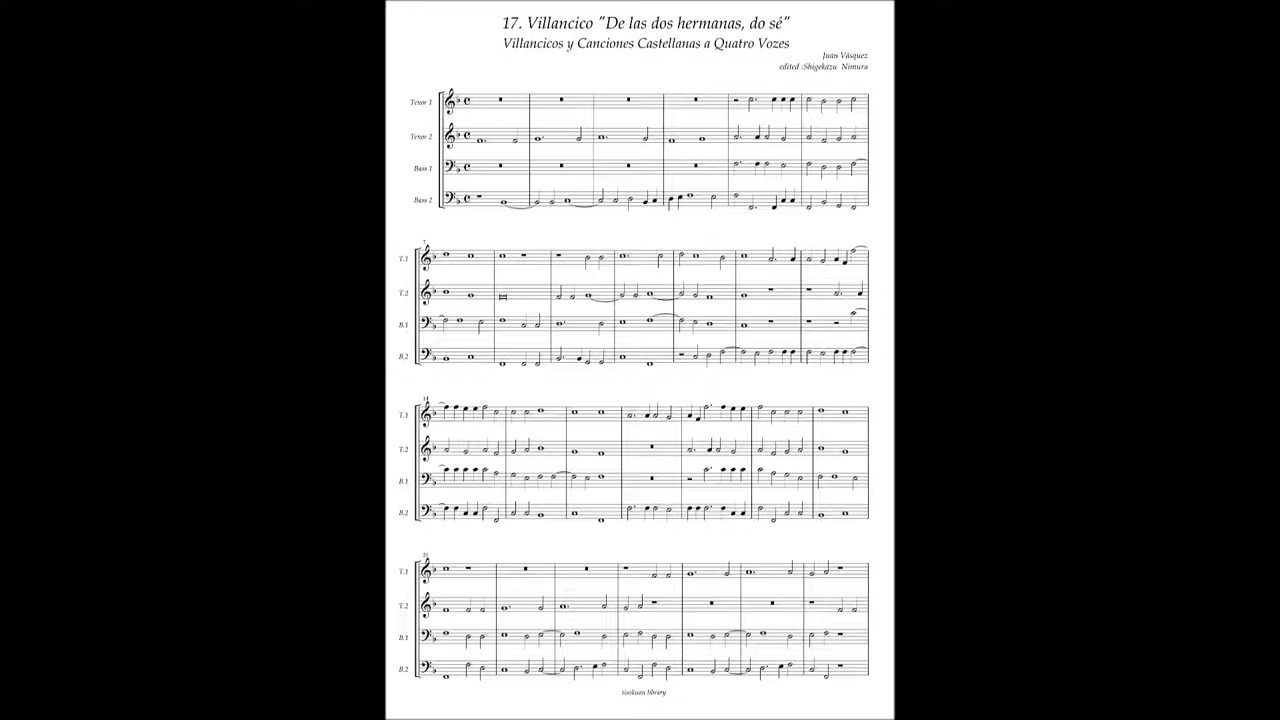 17. Villancico "De las dos hermanas, do sé"
Villancicos y Canciones Castellanas a Quatro Vozes
Juan Vásquez
edited :Shigekazu Nimura
Tenor 1
Tenor 2
Bass 1
Bass 2
7
T.1
T.2
B.1
B.2
14
T.1
T.2
B.1
B.2
21
T.1
T.2
B.1
B.2